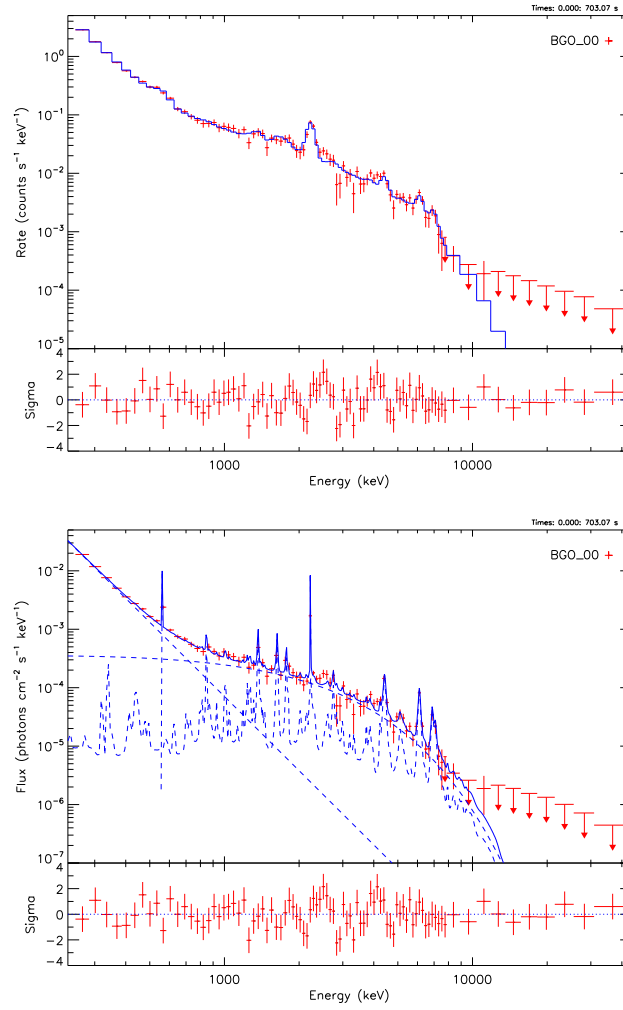 Times: 0.000: 703.07 s
BGO_00
10^0
10^-1
10^-2
10^-3
10^-4
10^-5
Rate (counts s^-1 keV^-1)
4
2
0
-2
-4
Sigma
1000 10000
Energy (keV)
Times: 0.000: 703.07 s
BGO_00
10^-2
10^-3
10^-4
10^-5
10^-6
10^-7
Flux (photons cm^-2 s^-1 keV^-1)
4
2
0
-2
-4
Sigma
1000 10000
Energy (keV)